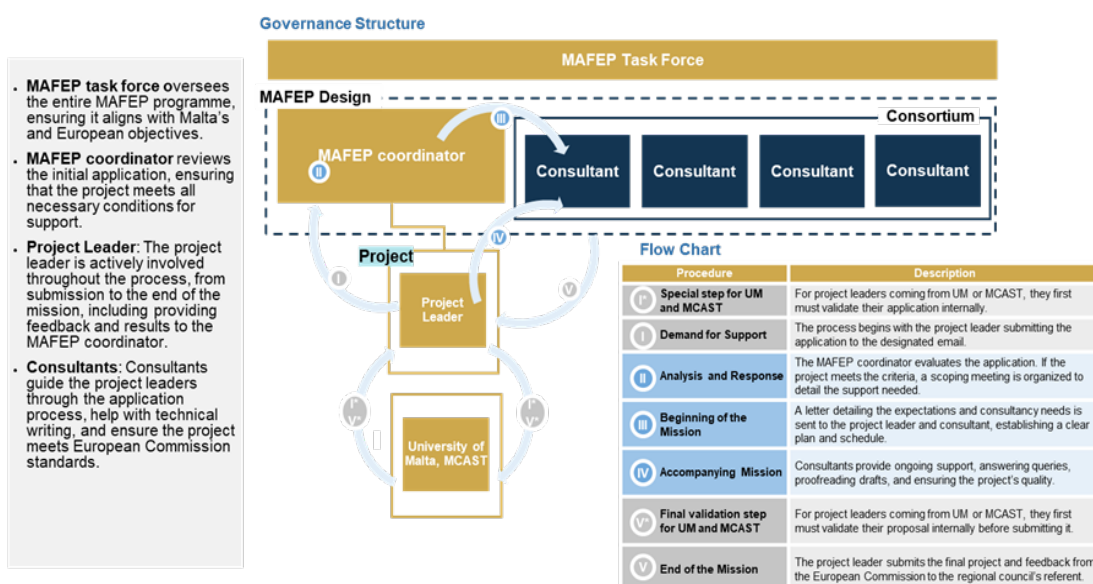 Governance Structure
• MAFEP task force oversees
the entire MAFEP programme,
ensuring it aligns with Malta's
and European objectives.
• MAFEP coordinator reviews
the initial application, ensuring
that the project meets all
necessary conditions for
support.
• Project Leader: The project
leader is actively involved
throughout the process, from
submission to the end of the
mission, including providing
feedback and results to the
MAFEP coordinator.
• Consultants: Consultants
guide the project leaders
through the application
process, help with technical
writing, and ensure the project
meets European Commission
standards.
MAFEP Task Force
MAFEP Design
Consortium
III
MAFEP coordinator
II
Consultant
Consultant
Consultant
Consultant
IV
Project
I
V
Project
Leader
I*
V*
I*
V*
University of
Malta, MCAST
Flow Chart
Procedure Description
I* Special step for UM
and MCAST
For project leaders coming from UM or MCAST, they first
must validate their application internally.
I Demand for Support
The process begins with the project leader submitting the
application to the designated email.
II Analysis and Response
The MAFEP coordinator evaluates the application. If the
project meets the criteria, a scoping meeting is organized to
detail the support needed.
III Beginning of the
Mission
A letter detailing the expectations and consultancy needs is
sent to the project leader and consultant, establishing a clear
plan and schedule.
IV Accompanying Mission
Consultants provide ongoing support, answering queries,
proofreading drafts, and ensuring the project's quality.
V* Final validation step
for UM and MCAST
For project leaders coming from UM or MCAST, they first
must validate their proposal internally before submitting it.
V End of the Mission
The project leader submits the final project and feedback from
the European Commission to the regional council's referent.